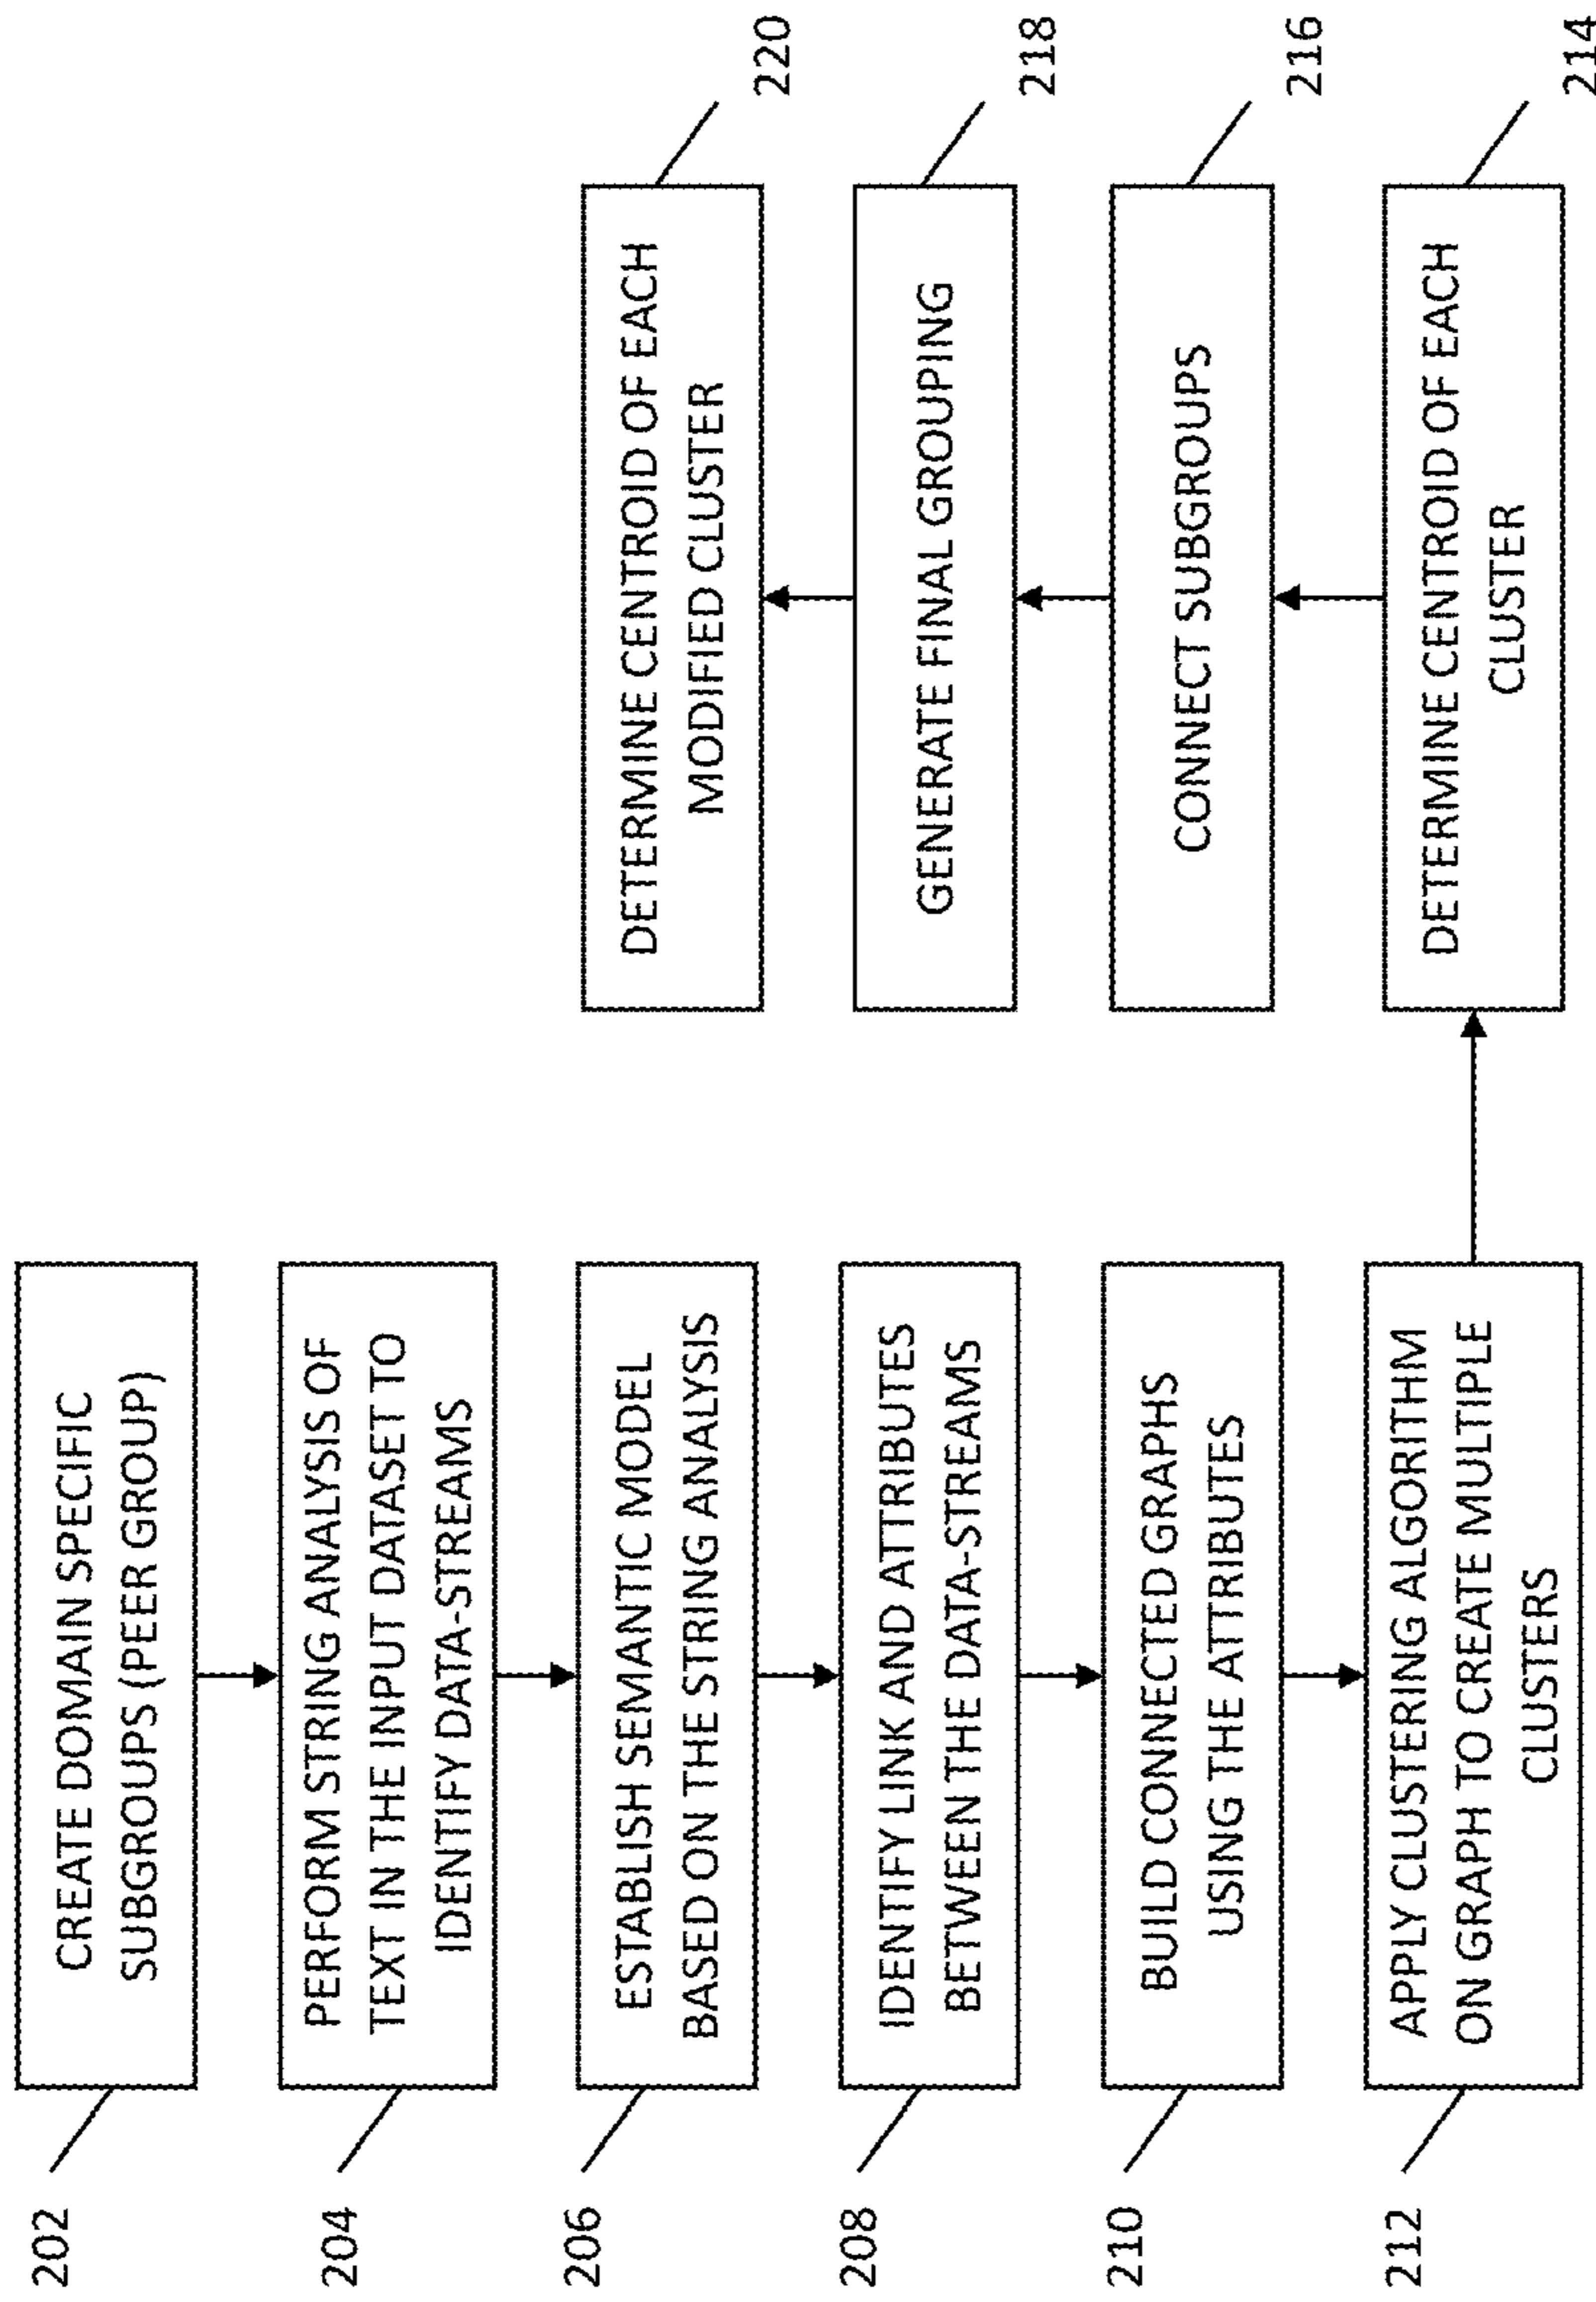 202
CREATE DOMAIN SPECIFIC
SUBGROUPS (PEER GROUP)
204
PERFORM STRING ANALYSIS OF
TEXT IN THE INPUT DATASET TO
IDENTIFY DATA-STREAMS
206
ESTABLISH SEMANTIC MODEL
BASED ON THE STRING ANALYSIS
208
IDENTIFY LINK AND ATTRIBUTES
BETWEEN THE DATA-STREAMS
210
BUILD CONNECTED GRAPHS
USING THE ATTRIBUTES
212
APPLY CLUSTERING ALGORITHM
ON GRAPH TO CREATE MULTIPLE
CLUSTERS
DETERMINE CENTROID OF EACH
CLUSTER
214
CONNECT SUBGROUPS
216
GENERATE FINAL GROUPING
218
DETERMINE CENTROID OF EACH
MODIFIED CLUSTER
220